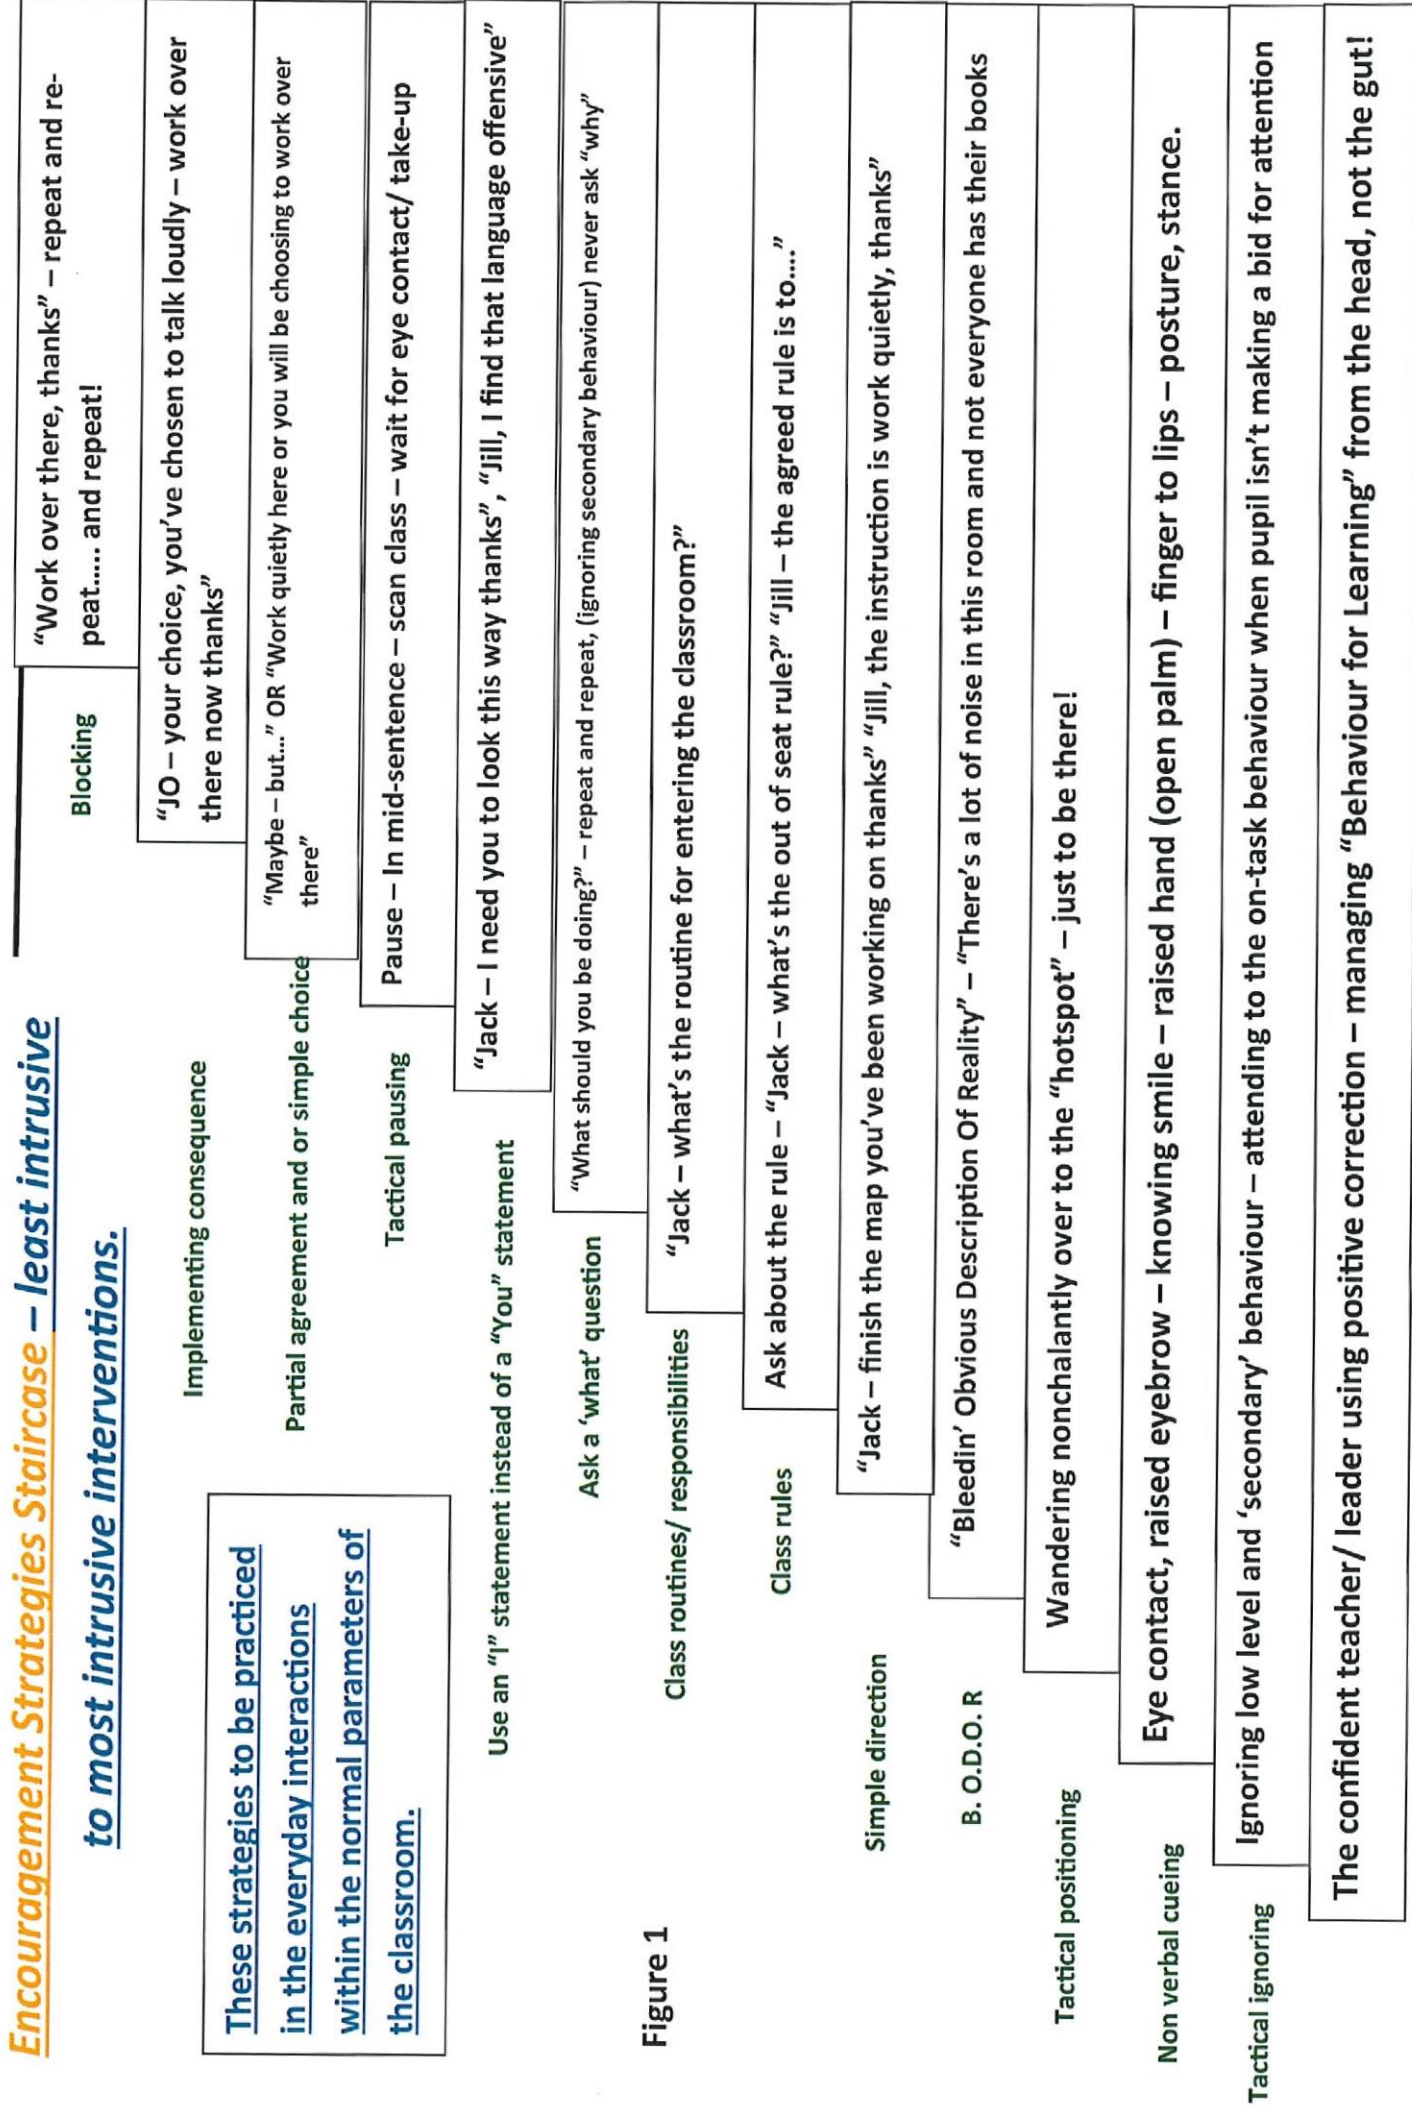 Encouragement Strategies Staircase – least intrusive
to most intrusive interventions.
These strategies to be practiced
in the everyday interactions
within the normal parameters of
the classroom.
Figure 1
Blocking
“Work over there, thanks” – repeat and re-
peat..... and repeat!
Implementing consequence
“JO – your choice, you’ve chosen to talk loudly – work over
there now thanks”
Partial agreement and or simple choice
“Maybe – but...” OR “Work quietly here or you will be choosing to work over
there”
Tactical pausing
Pause – In mid-sentence – scan class – wait for eye contact/ take-up
Use an “I” statement instead of a “You” statement
“Jack – I need you to look this way thanks”, “Jill, I find that language offensive”
Ask a ‘what’ question
“What should you be doing?” – repeat and repeat, (ignoring secondary behaviour) never ask “why”
Class routines/ responsibilities
“Jack – what’s the routine for entering the classroom?”
Class rules
Ask about the rule – “Jack – what’s the out of seat rule?” “Jill – the agreed rule is to....”
Simple direction
“Jack – finish the map you’ve been working on thanks” “Jill, the instruction is work quietly, thanks”
B. O.D.O. R
“Bleedin’ Obvious Description Of Reality” – “There’s a lot of noise in this room and not everyone has their books
Tactical positioning
Wandering nonchalantly over to the “hotspot” – just to be there!
Non verbal cueing
Eye contact, raised eyebrow – knowing smile – raised hand (open palm) – finger to lips – posture, stance.
Tactical ignoring
Ignoring low level and ‘secondary’ behaviour – attending to the on-task behaviour when pupil isn’t making a bid for attention
The confident teacher/ leader using positive correction – managing “Behaviour for Learning” from the head, not the gut!